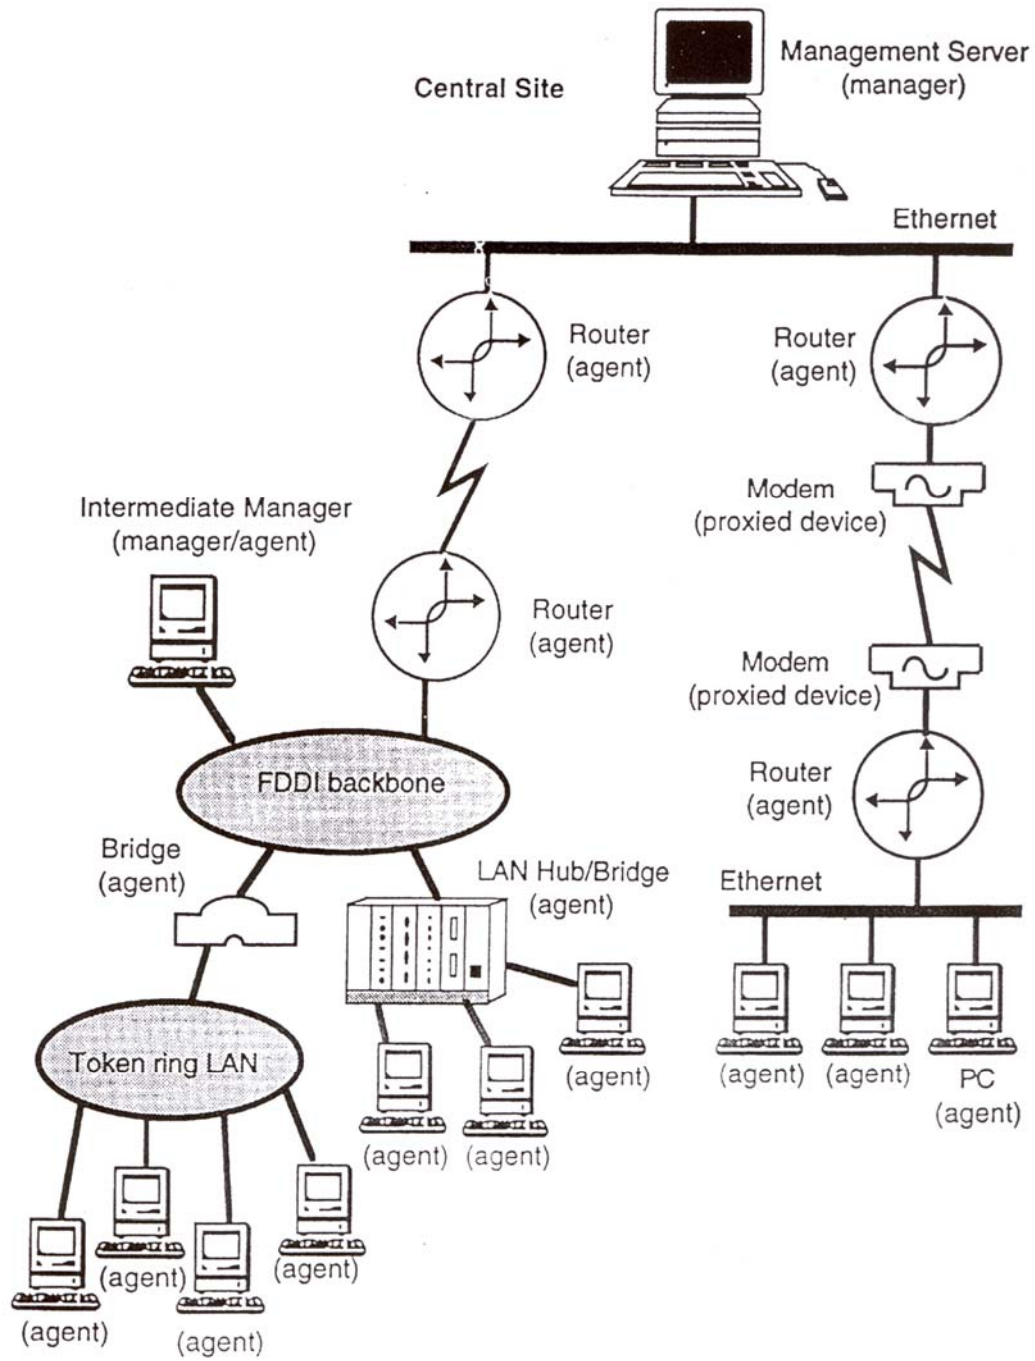 Management Server
(manager)
Central Site
Ethernet
Router
(agent)
Router
(agent)
Modem
(proxied device)
Intermediate Manager
(manager/agent)
Router
(agent)
Modem
(proxied device)
Router
(agent)
FDDI backbone
Bridge
(agent)
LAN Hub/Bridge
(agent)
Ethernet
Token ring LAN
(agent)
(agent)
(agent)
(agent)
(agent)
PC
(agent)
(agent)
(agent)
(agent)
(agent)